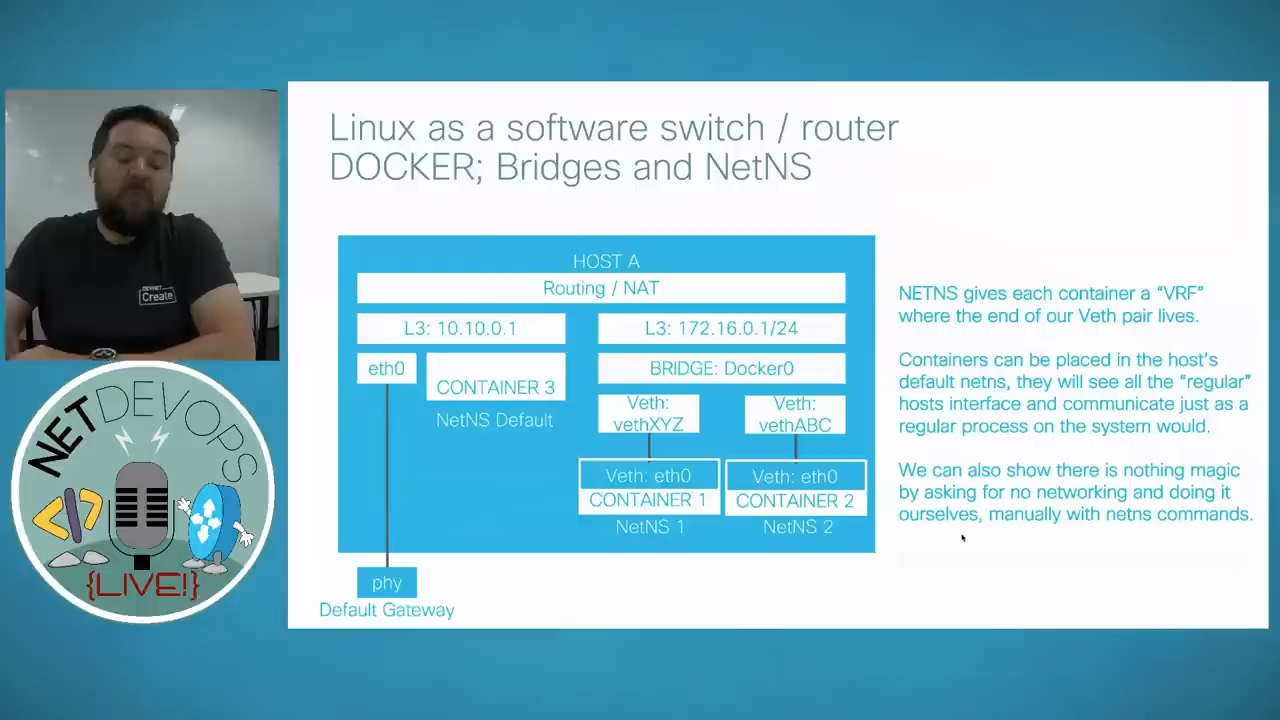 Linux as a software switch / router
DOCKER; Bridges and NetNS
HOST A
Routing / NAT
L3: 10.10.0.1
L3: 172.16.0.1/24
eth0
CONTAINER 3
NetNS Default
BRIDGE: Docker0
Veth:
vethXYZ
Veth:
vethABC
Veth: eth0
CONTAINER 1
NetNS 1
Veth: eth0
CONTAINER 2
NetNS 2
phy
Default Gateway
NETNS gives each container a “VRF”
where the end of our Veth pair lives.
Containers can be placed in the host’s
default netns, they will see all the “regular”
hosts interface and communicate just as a
regular process on the system would.
We can also show there is nothing magic
by asking for no networking and doing it
ourselves, manually with netns commands.
DEVNET
Create
NETDEVOPS
</>
{LIVE!}